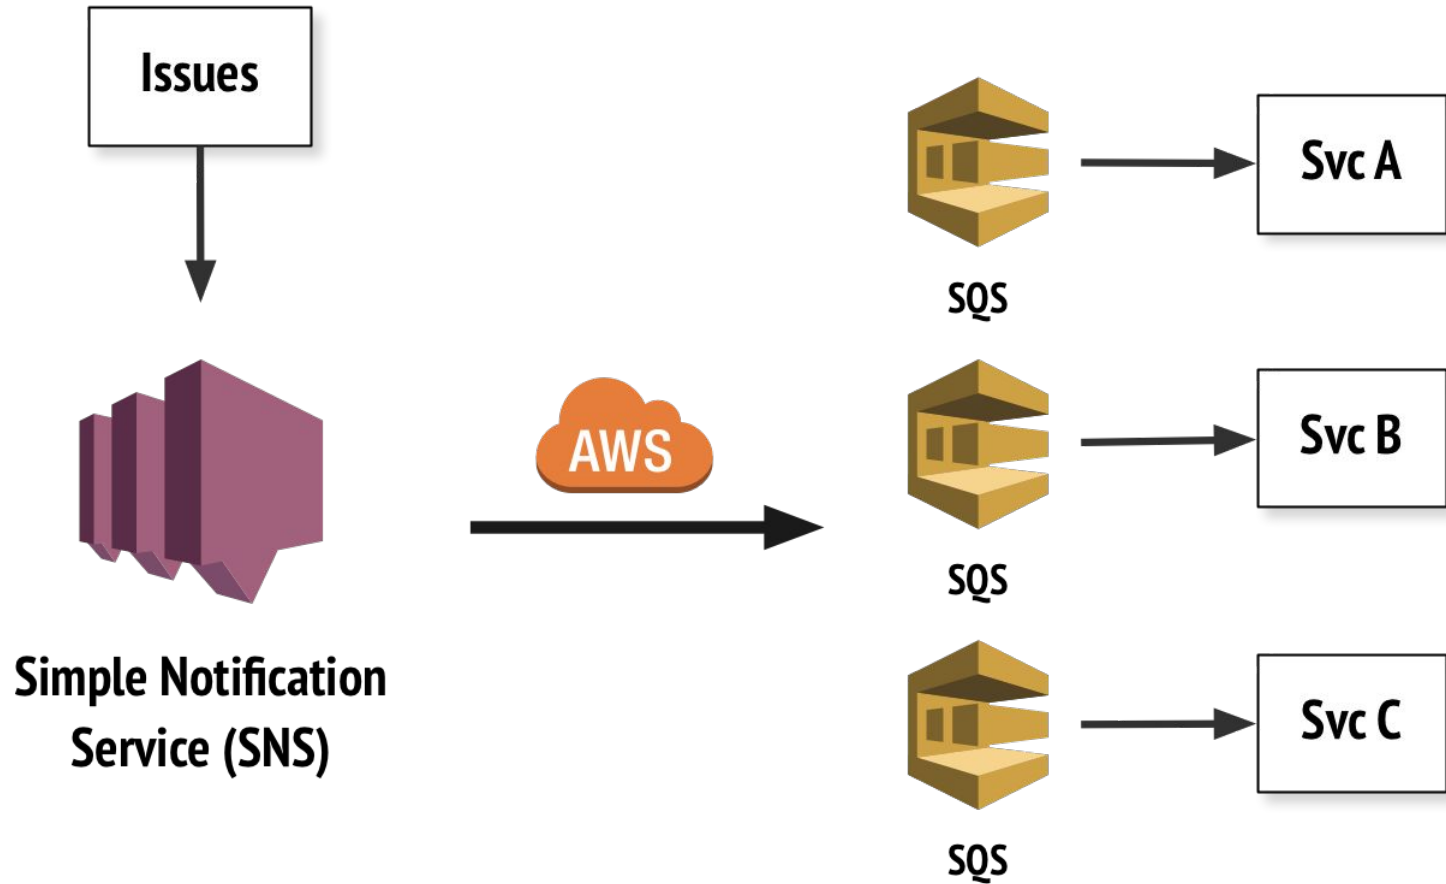 Issues
Simple Notification
Service (SNS)
AWS
SQS
Svc A
SQS
Svc B
SQS
Svc C